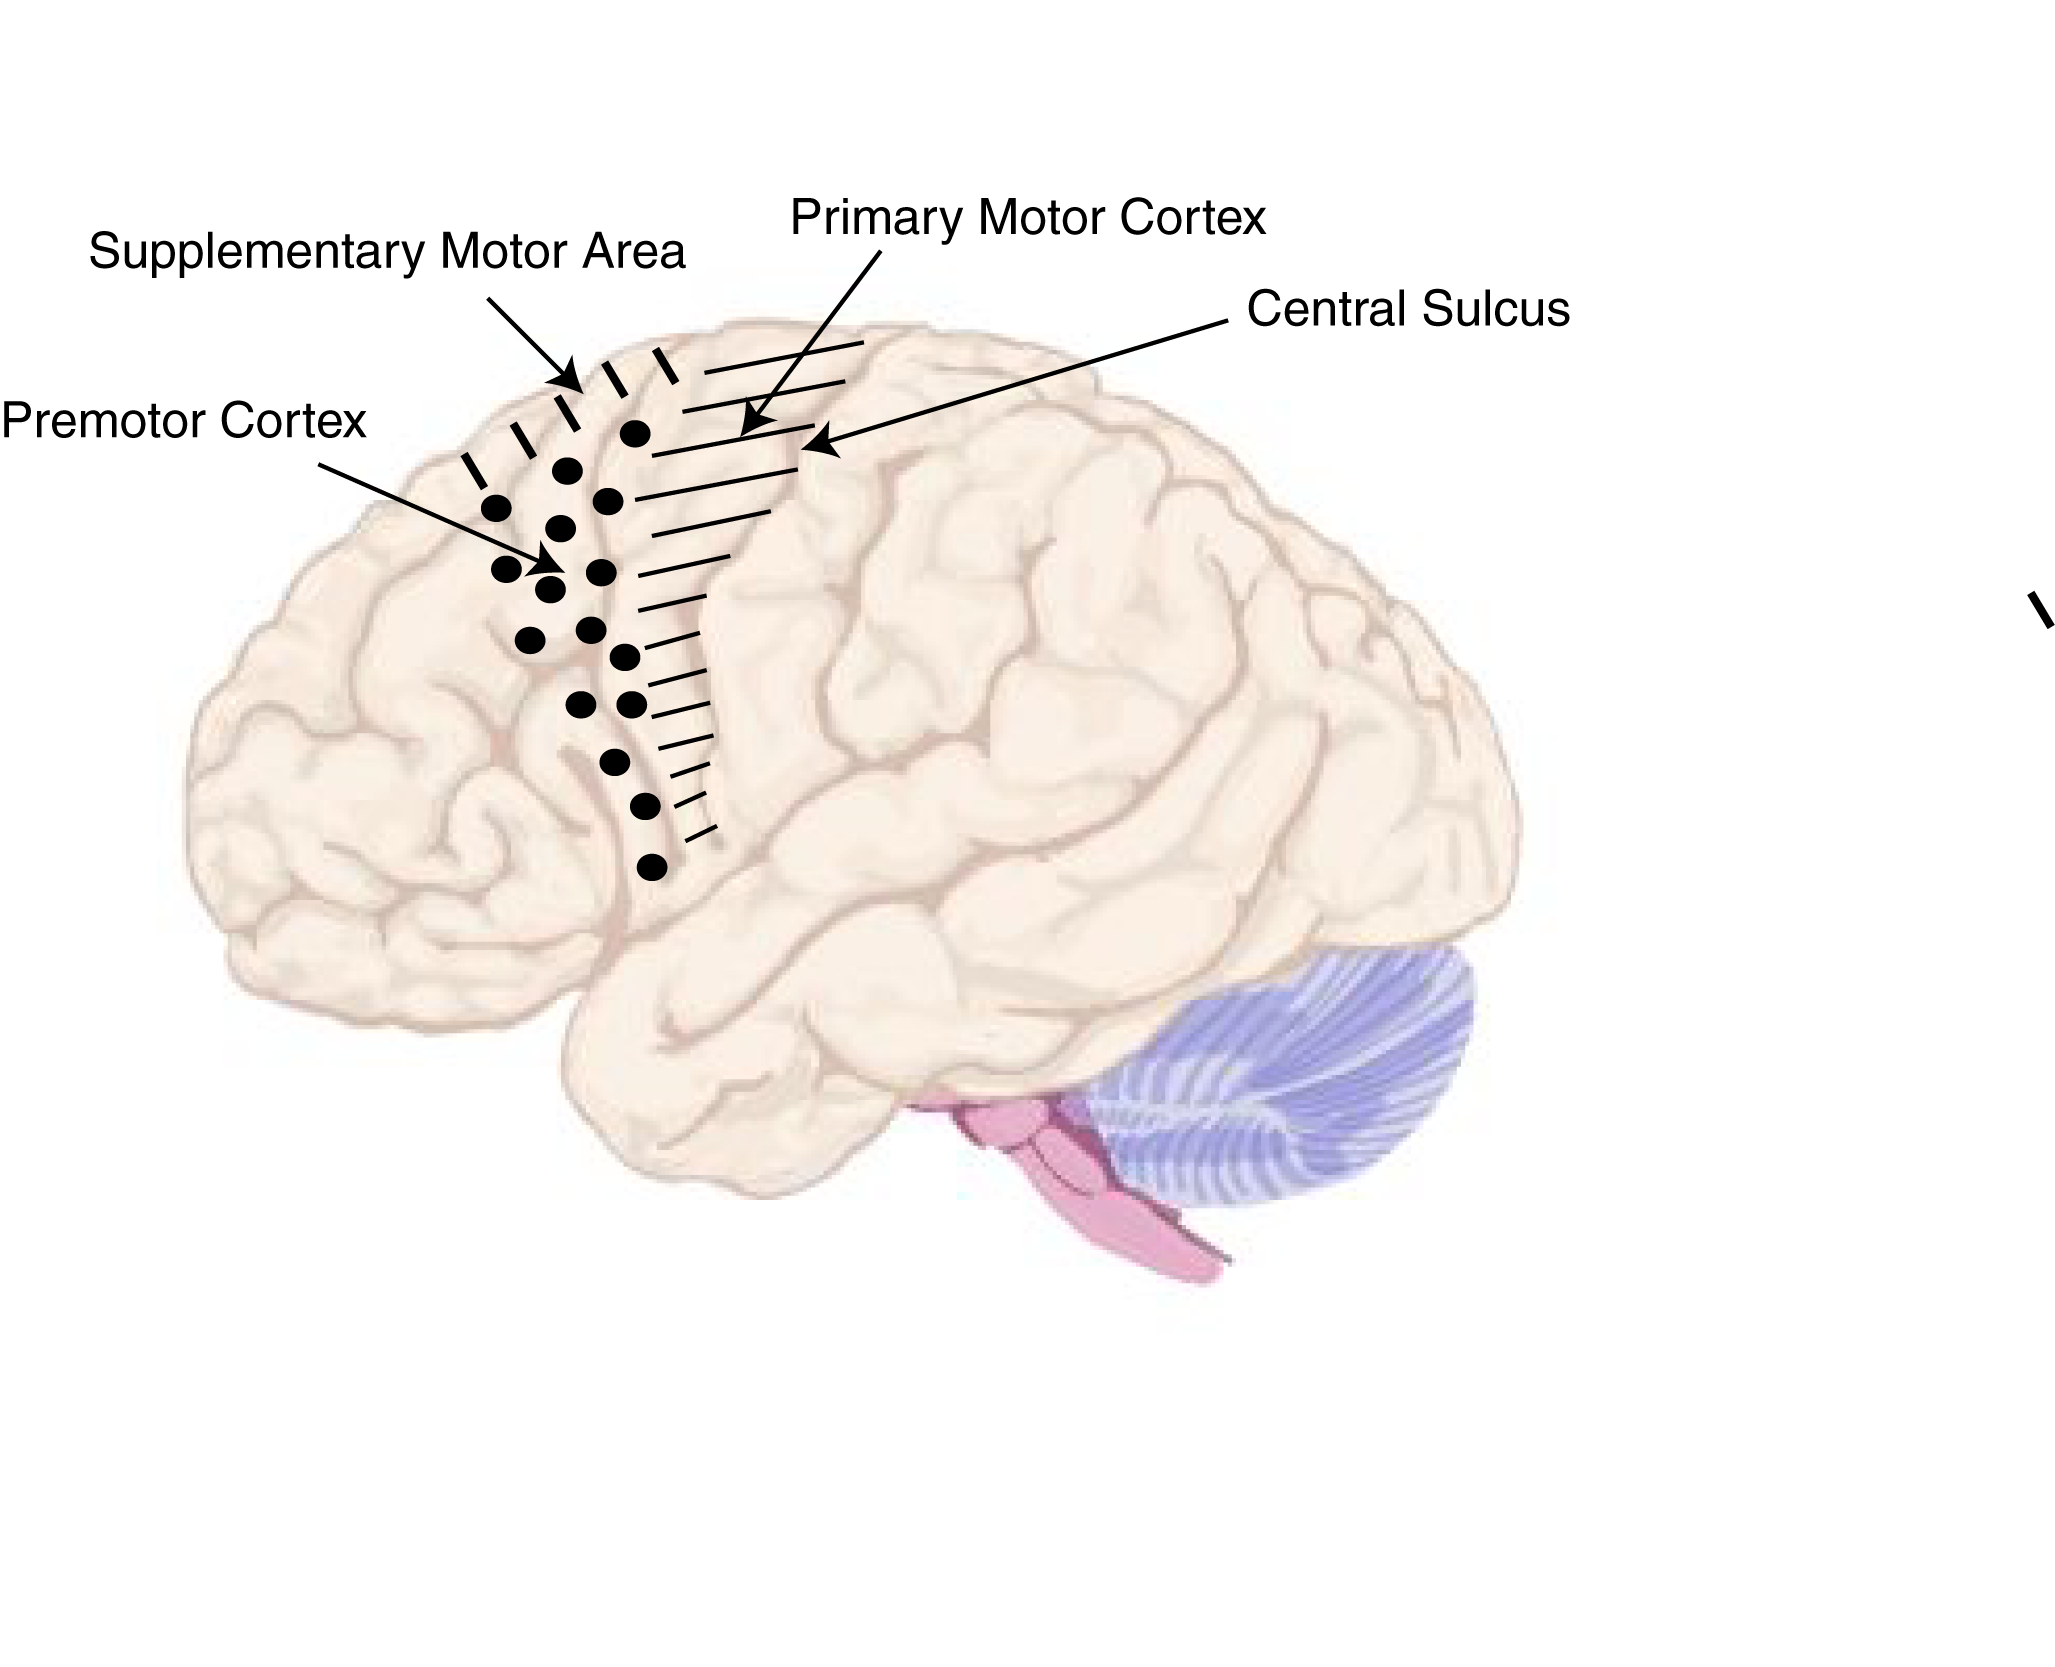 Primary Motor Cortex
Supplementary Motor Area
Central Sulcus
Premotor Cortex